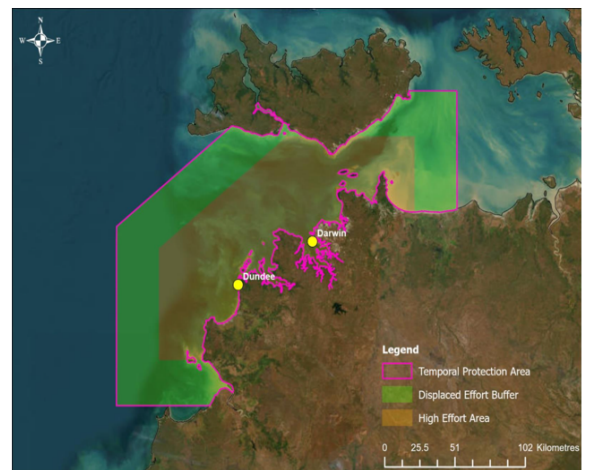 N
W E
S
Darwin
Dundee
Legend
Temporal Protection Area
Displaced Effort Buffer
High Effort Area
0 25.5 51 102 Kilometres